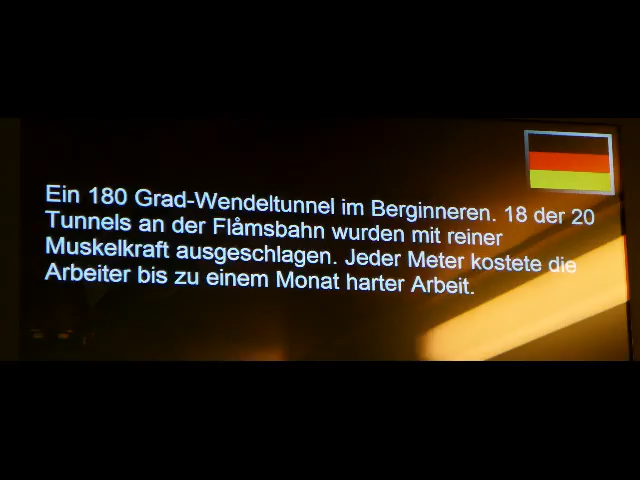 Ein 180 Grad-Wendeltunnel im Berginneren. 18 der 20
Tunnels an der Flåmsbahn wurden mit reiner
Muskelkraft ausgeschlagen. Jeder Meter kostete die
Arbeiter bis zu einem Monat harter Arbeit.